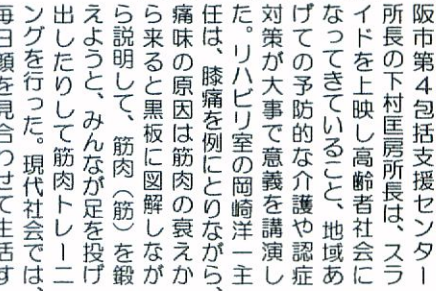 阪市第４包括支援センター
所長の下村匡房所長は、スラ
イドを上映し高齢者社会に
なってきていること、地域あ
げての予防的な介護や認症
対策が大事で意義を講演し
た。リハビリ室の岡崎洋一主
任は、膝痛を例にとりながら、
痛味の原因は筋肉の衰えか
ら来ると黒板に図解しなが
ら説明して、筋肉（筋）を鍛
えようと、みんなが足を投げ
出したりして筋肉トレーニ
ングを行った。現代社会では、
毎日顔を見合わせて生活す